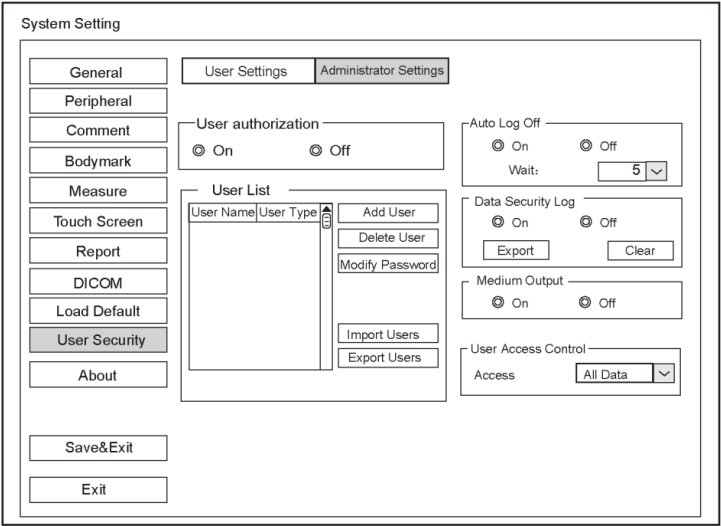 System Setting
General
Peripheral
Comment
Bodymark
Measure
Touch Screen
Report
DICOM
Load Default
User Security
About
Save&Exit
Exit
User Settings
Administrator Settings
User authorization
On Off
User List
User Name User Type
Add User
Delete User
Modify Password
Import Users
Export Users
Auto Log Off
On Off
Wait: 5
Data Security Log
On Off
Export Clear
Medium Output
On Off
User Access Control
Access All Data